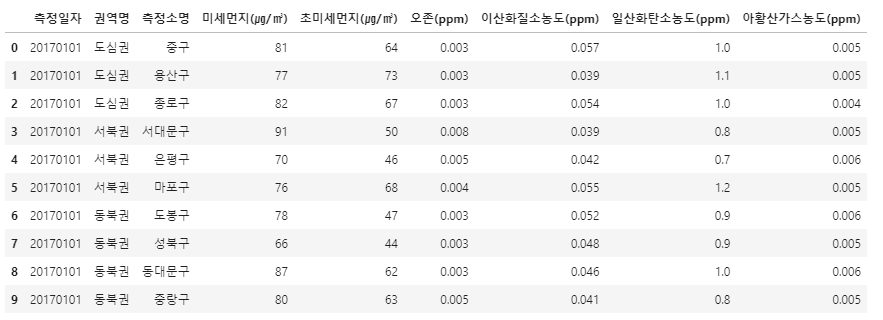 측정일자 권역명 측정소명 미세먼지(㎍/㎥) 초미세먼지(㎍/㎥) 오존(ppm) 이산화질소농도(ppm) 일산화탄소농도(ppm) 아황산가스농도(ppm)
0 20170101 도심권 중구 81 64 0.003 0.057 1.0 0.005
1 20170101 도심권 용산구 77 73 0.003 0.039 1.1 0.005
2 20170101 도심권 종로구 82 67 0.003 0.054 1.0 0.004
3 20170101 서북권 서대문구 91 50 0.008 0.039 0.8 0.005
4 20170101 서북권 은평구 70 46 0.005 0.042 0.7 0.006
5 20170101 서북권 마포구 76 68 0.004 0.055 1.2 0.005
6 20170101 동북권 도봉구 78 47 0.003 0.052 0.9 0.006
7 20170101 동북권 성북구 66 44 0.003 0.048 0.9 0.005
8 20170101 동북권 동대문구 87 62 0.003 0.046 1.0 0.006
9 20170101 동북권 중랑구 80 63 0.005 0.041 0.8 0.005